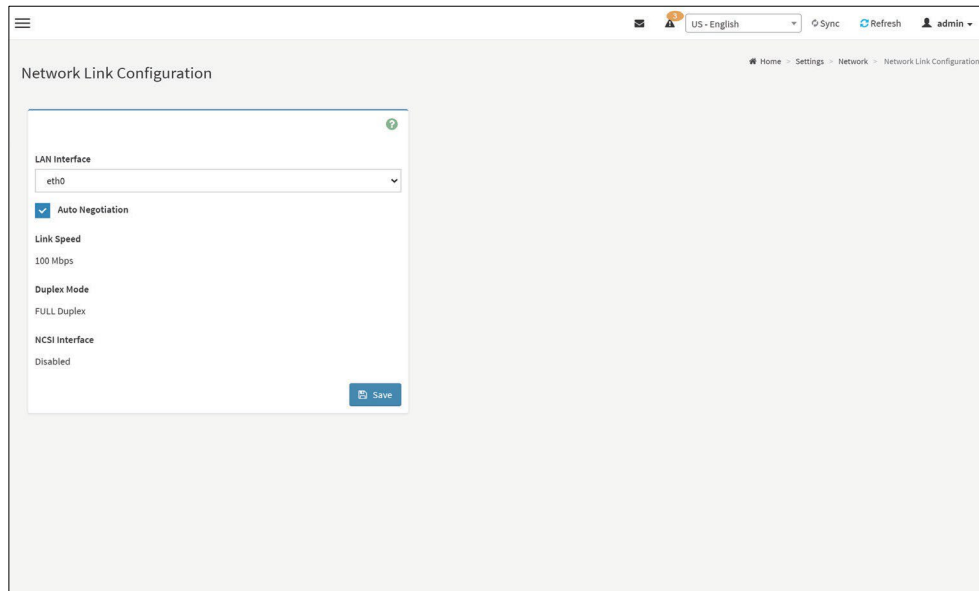 3
US - English
Sync
Refresh
admin
Network Link Configuration
Home > Settings > Network > Network Link Configuration
LAN Interface
eth0
Auto Negotiation
Link Speed
100 Mbps
Duplex Mode
FULL Duplex
NCSI Interface
Disabled
Save